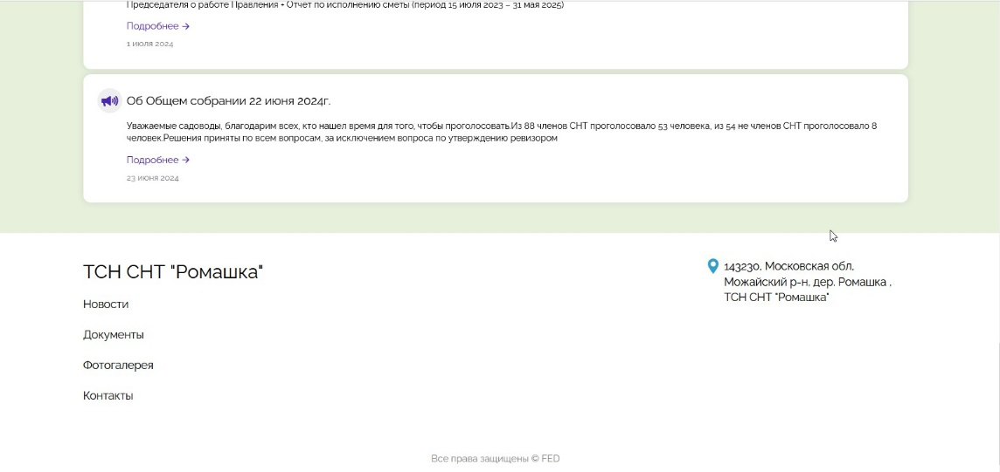 Председателя о работе Правления + Отчет по исполнению сметы (период 15 июля 2023 – 31 мая 2025)
Подробнее →
1 июля 2024
Об Общем собрании 22 июня 2024г.
Уважаемые садоводы, благодарим всех, кто нашел время для того, чтобы проголосовать.Из 88 членов СНТ проголосовало 53 человека, из 54 не членов СНТ проголосовало 8
человек.Решения приняты по всем вопросам, за исключением вопроса по утверждению ревизором
Подробнее →
23 июня 2024
ТСН СНТ "Ромашка"
Новости
Документы
Фотогалерея
Контакты
143230, Московская обл,
Можайский р-н, дер. Ромашка ,
ТСН СНТ "Ромашка"
Все права защищены © FED